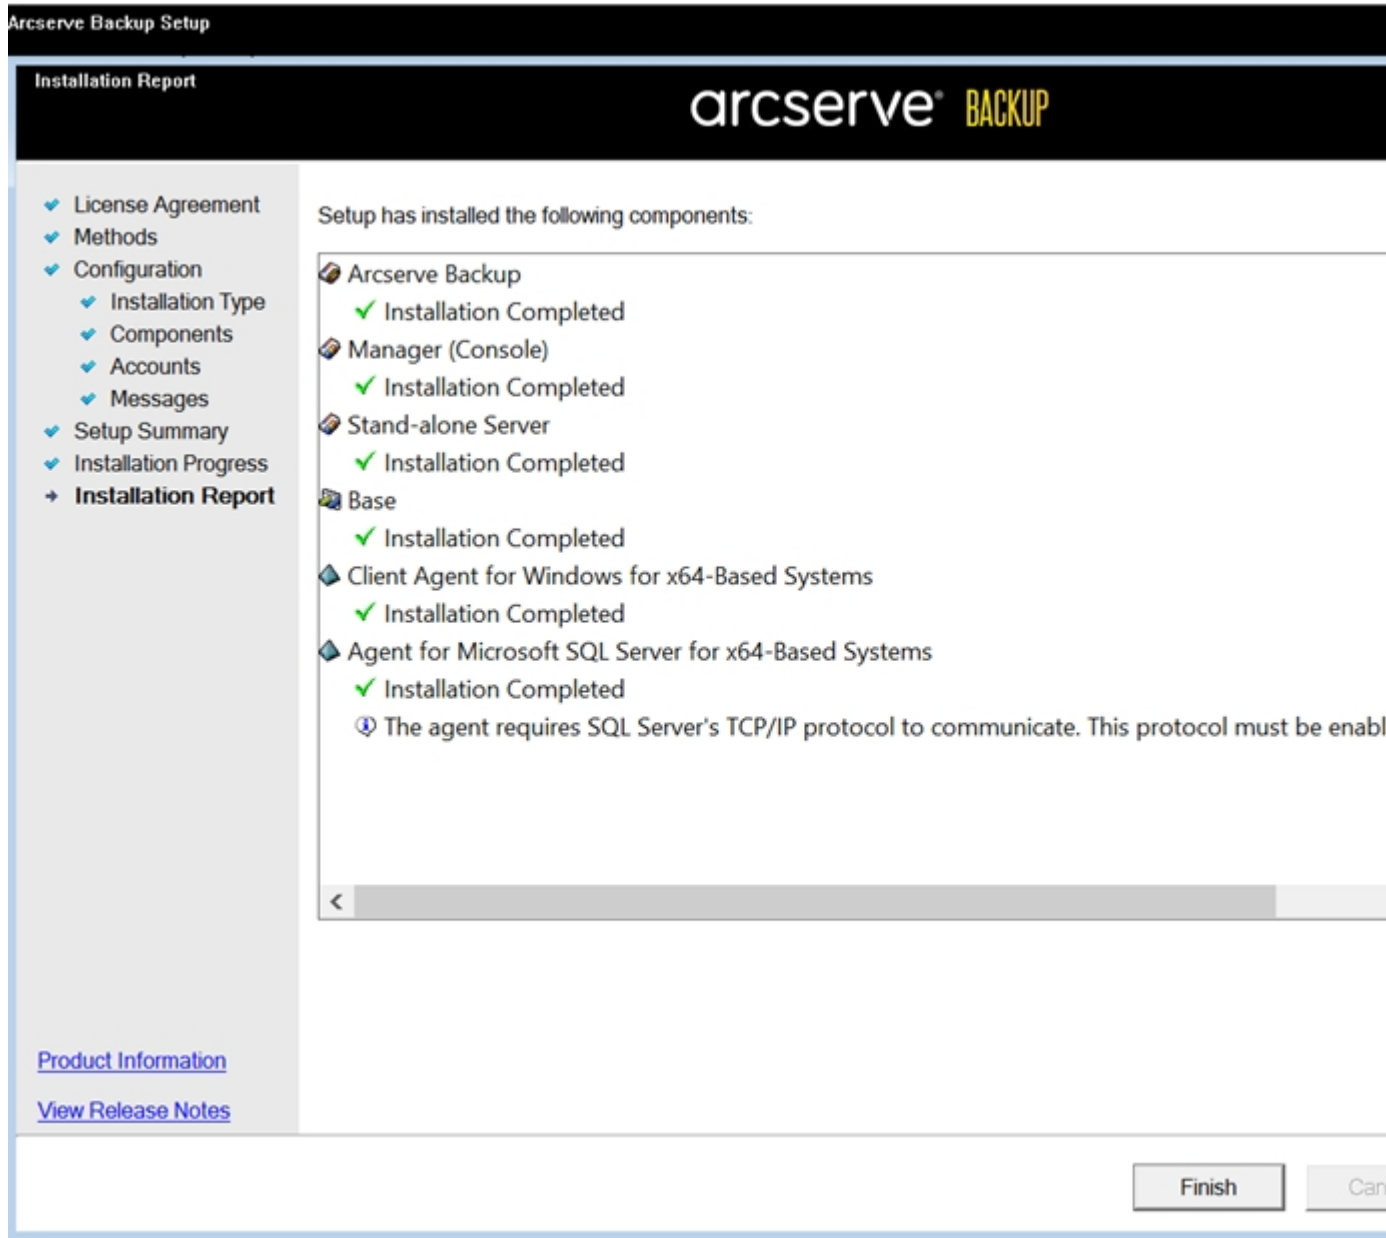 Arcserve Backup Setup
Installation Report
arcserve® BACKUP
License Agreement
Methods
Configuration
Installation Type
Components
Accounts
Messages
Setup Summary
Installation Progress
Installation Report
Setup has installed the following components:
Arcserve Backup
Installation Completed
Manager (Console)
Installation Completed
Stand-alone Server
Installation Completed
Base
Installation Completed
Client Agent for Windows for x64-Based Systems
Installation Completed
Agent for Microsoft SQL Server for x64-Based Systems
Installation Completed
The agent requires SQL Server's TCP/IP protocol to communicate. This protocol must be enabl
Product Information
View Release Notes
Finish
Can